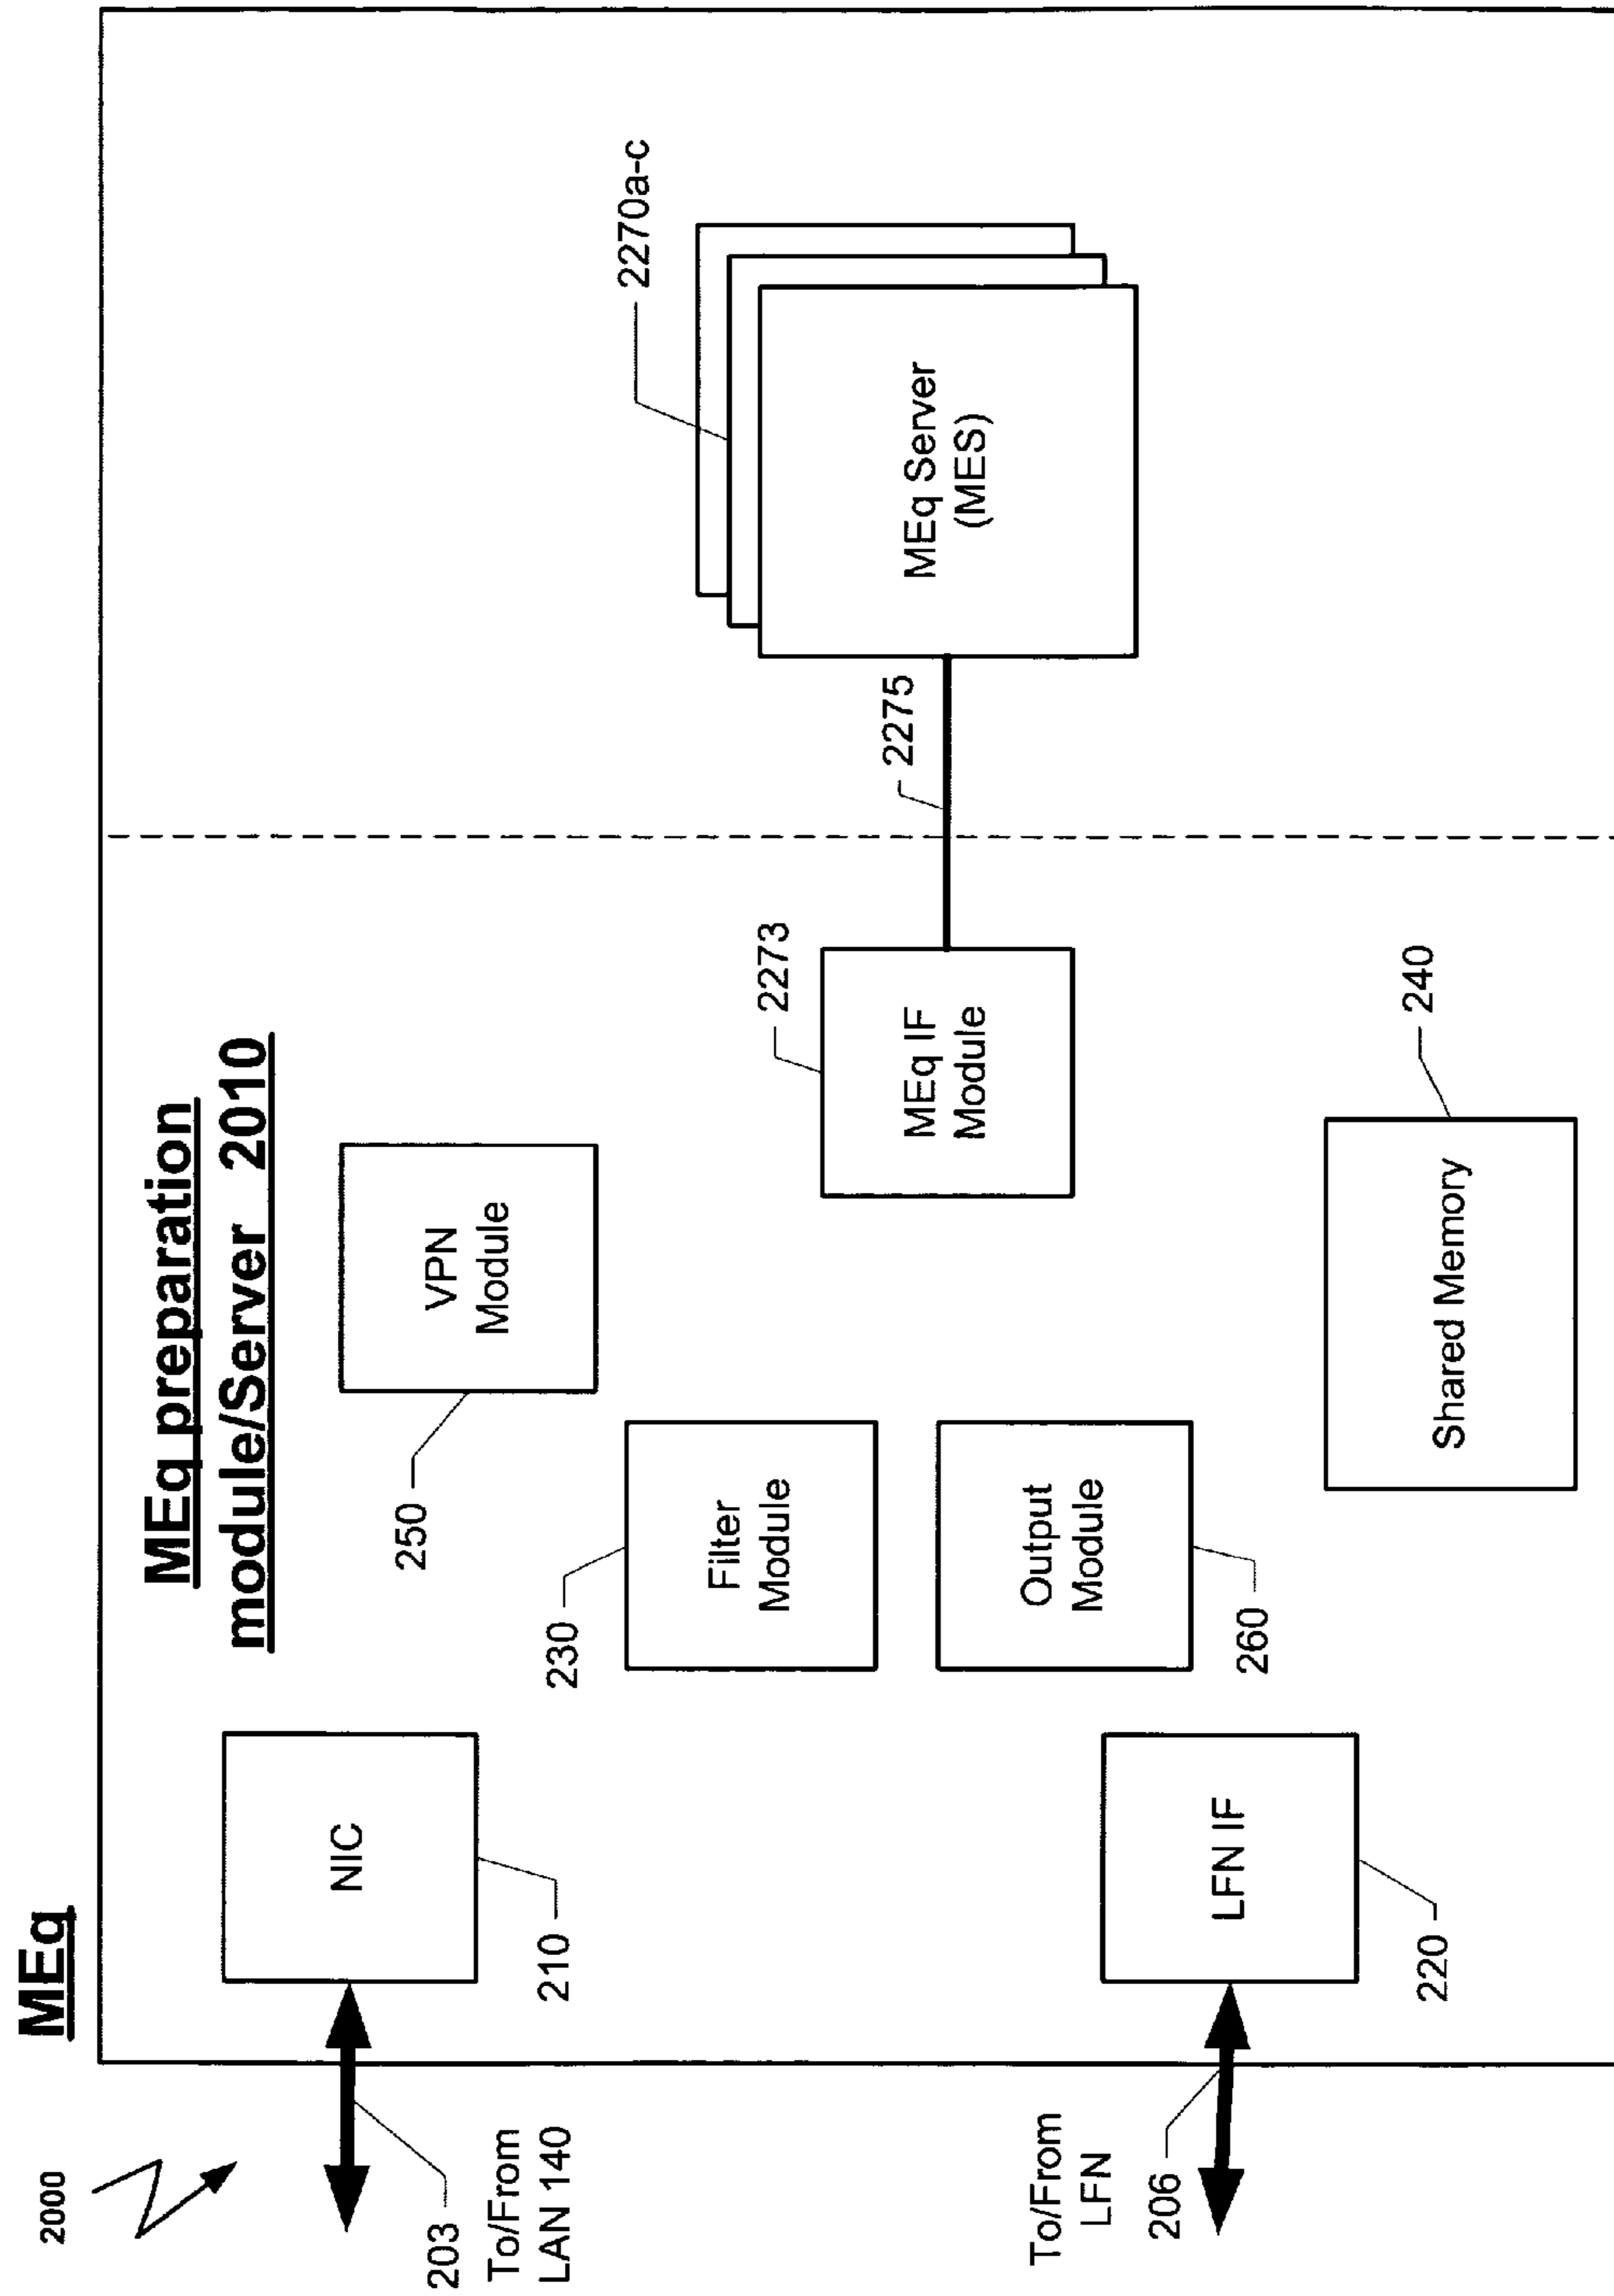 MEq
2000
MEq preparation
module/Server 2010
203
To/From
LAN 140
NIC
210
VPN
Module
250
Filter
Module
230
Output
Module
260
MEq IF
Module
2273
2275
MEq Server
(MES)
2270a-c
To/From
LFN
206
LFN IF
220
Shared Memory
240